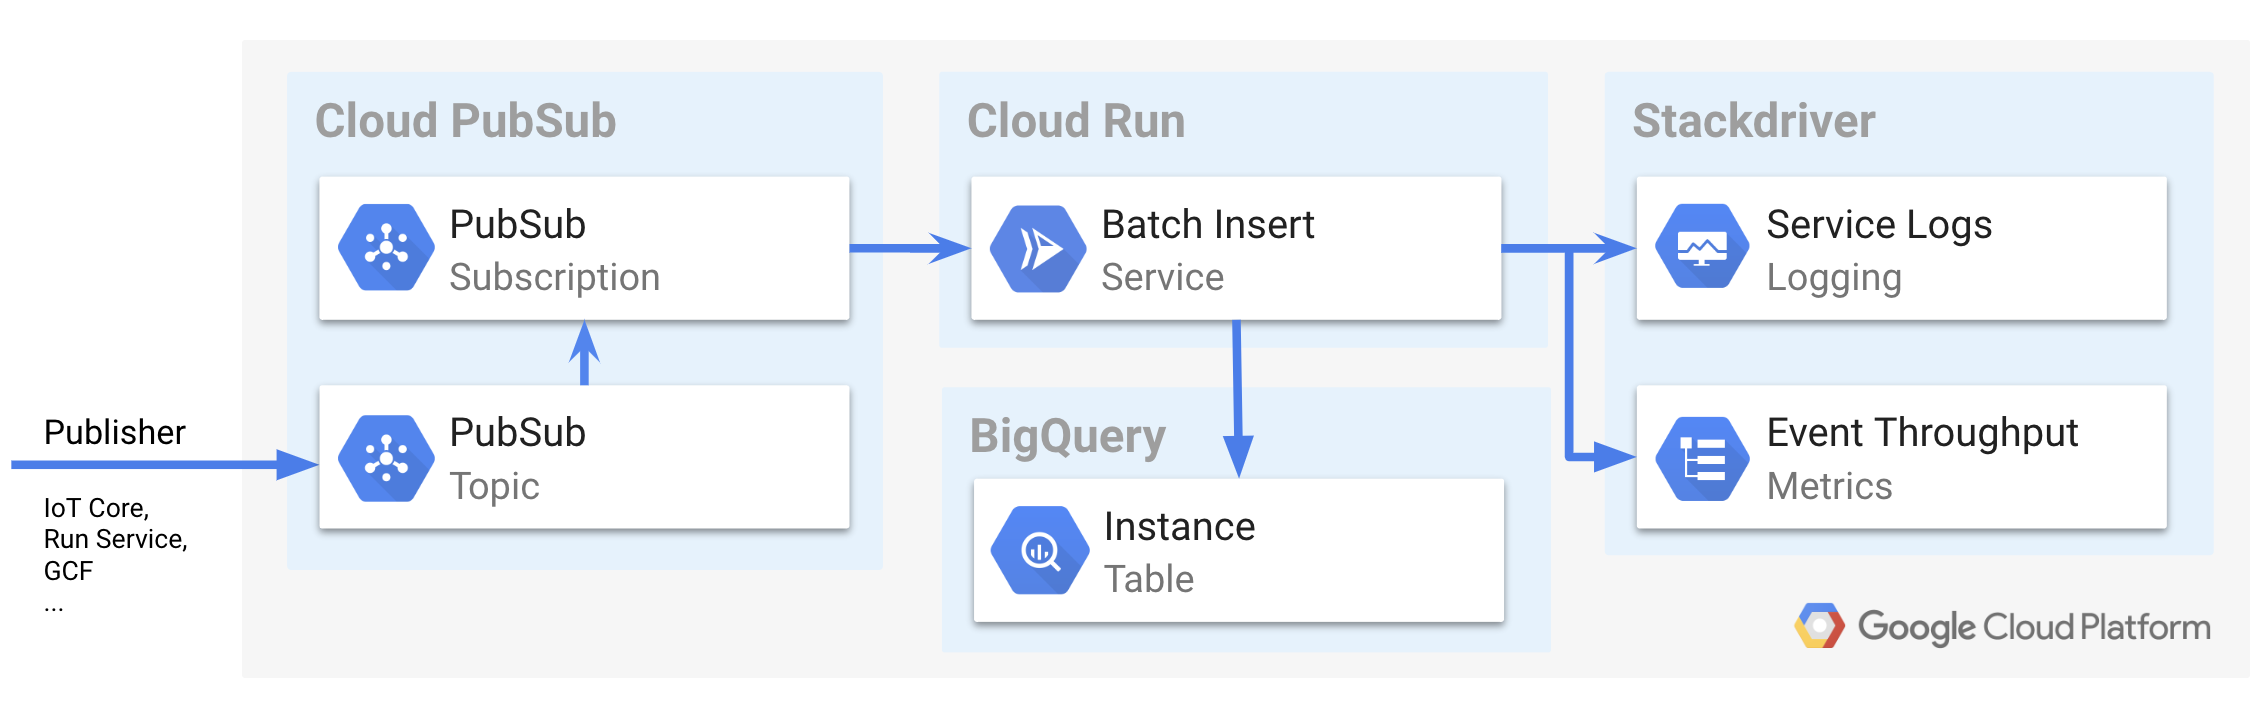 Publisher
IoT Core,
Run Service,
GCF
...
Cloud PubSub
PubSub
Subscription
PubSub
Topic
Cloud Run
Batch Insert
Service
BigQuery
Instance
Table
Stackdriver
Service Logs
Logging
Event Throughput
Metrics
Google Cloud Platform